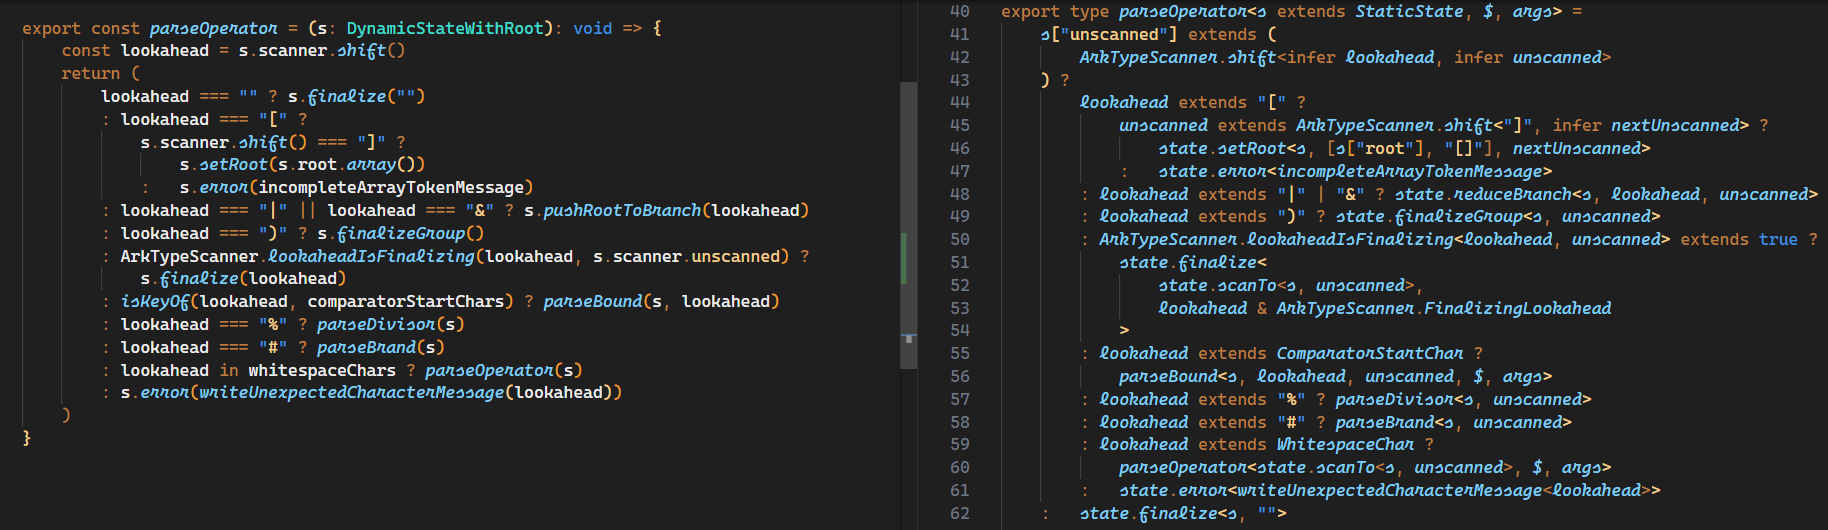 export const parseOperator = (s: DynamicStateWithRoot): void => {
    const lookahead = s.scanner.shift()
    return (
        lookahead === "" ? s.finalize("")
        : lookahead === "[" ?
            s.scanner.shift() === "]" ?
                s.setRoot(s.root.array())
            :   s.error(incompleteArrayTokenMessage)
        : lookahead === "|" || lookahead === "&" ? s.pushRootToBranch(lookahead)
        : lookahead === ")" ? s.finalizeGroup()
        : ArkTypeScanner.lookaheadIsFinalizing(lookahead, s.scanner.unscanned) ?
            s.finalize(lookahead)
        : isKeyOf(lookahead, comparatorStartChars) ? parseBound(s, lookahead)
        : lookahead === "%" ? parseDivisor(s)
        : lookahead === "#" ? parseBrand(s)
        : lookahead in whitespaceChars ? parseOperator(s)
        : s.error(writeUnexpectedCharacterMessage(lookahead))
    )
}
40 export type parseOperator<s extends StaticState, $, args> =
41     s["unscanned"] extends (
42         ArkTypeScanner.shift<infer lookahead, infer unscanned>
43     ) ?
44         lookahead extends "[" ?
45             unscanned extends ArkTypeScanner.shift<"]", infer nextUnscanned> ?
46                 state.setRoot<s, [s["root"], "[]"], nextUnscanned>
47             :   state.error<incompleteArrayTokenMessage>
48         : lookahead extends "|" | "&" ? state.reduceBranch<s, lookahead, unscanned>
49         : lookahead extends ")" ? state.finalizeGroup<s, unscanned>
50         : ArkTypeScanner.lookaheadIsFinalizing<lookahead, unscanned> extends true ?
51             state.finalize<
52                 state.scanTo<s, unscanned>,
53                 lookahead & ArkTypeScanner.FinalizingLookahead
54             >
55         : lookahead extends ComparatorStartChar ?
56             parseBound<s, lookahead, unscanned, $, args>
57         : lookahead extends "%" ? parseDivisor<s, unscanned>
58         : lookahead extends "#" ? parseBrand<s, unscanned>
59         : lookahead extends WhitespaceChar ?
60             parseOperator<state.scanTo<s, unscanned>, $, args>
61         :   state.error<writeUnexpectedCharacterMessage<lookahead>>
62     :   state.finalize<s, "">